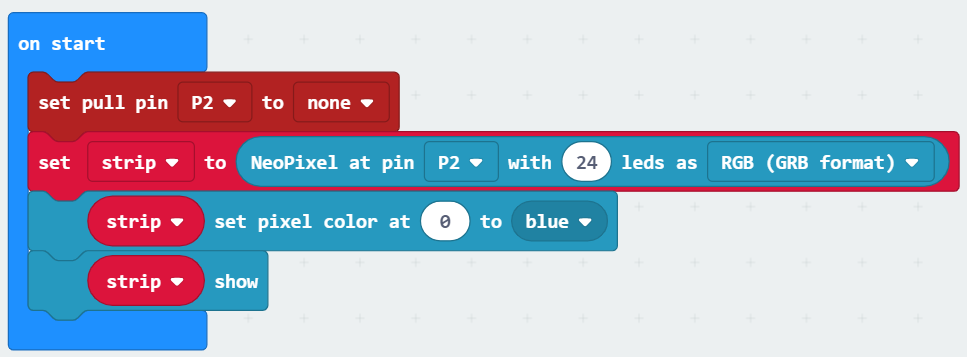 on start
set pull pin P2 to none
set strip to NeoPixel at pin P2 with 24 leds as RGB (GRB format)
strip set pixel color at 0 to blue
strip show